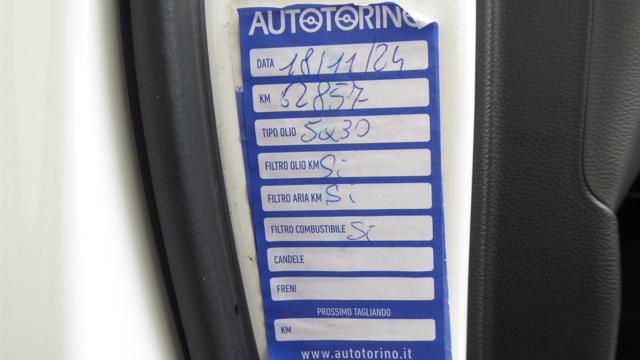 AUTOTORINO
DATA 18/11/24
KM 62857
TIPO OLIO 5W30
FILTRO OLIO KM Si
FILTRO ARIA KM Si
FILTRO COMBUSTIBILE Si
CANDELE
FRENI
PROSSIMO TAGLIANDO
KM
www.autotorino.it